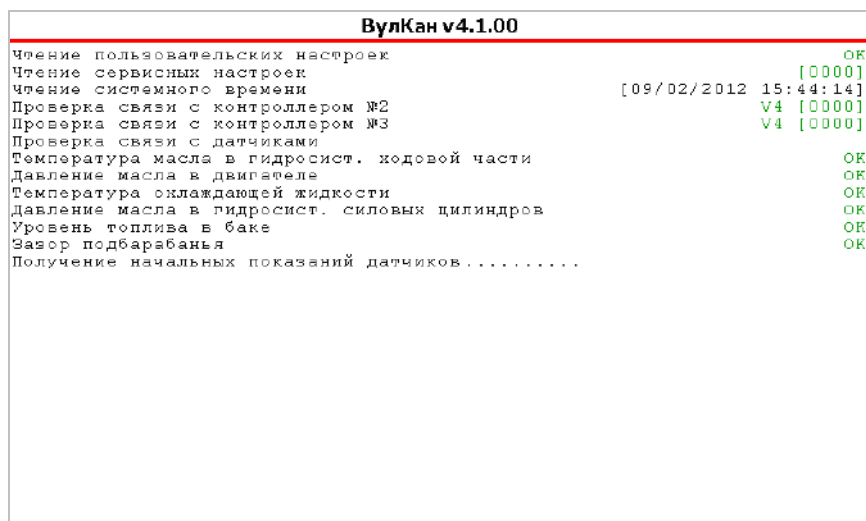 ВулКан v4.1.00
Чтение пользовательских настроек OK
Чтение сервисных настроек [0000]
Чтение системного времени [09/02/2012 15:44:14]
Проверка связи с контроллером №2 V4 [0000]
Проверка связи с контроллером №3 V4 [0000]
Проверка связи с датчиками
Температура масла в гидросист. ходовой части OK
Давление масла в двигателе OK
Температура охлаждающей жидкости OK
Давление масла в гидросист. силовых цилиндров OK
Уровень топлива в баке OK
Зазор подбарабанья OK
Получение начальных показаний датчиков..........